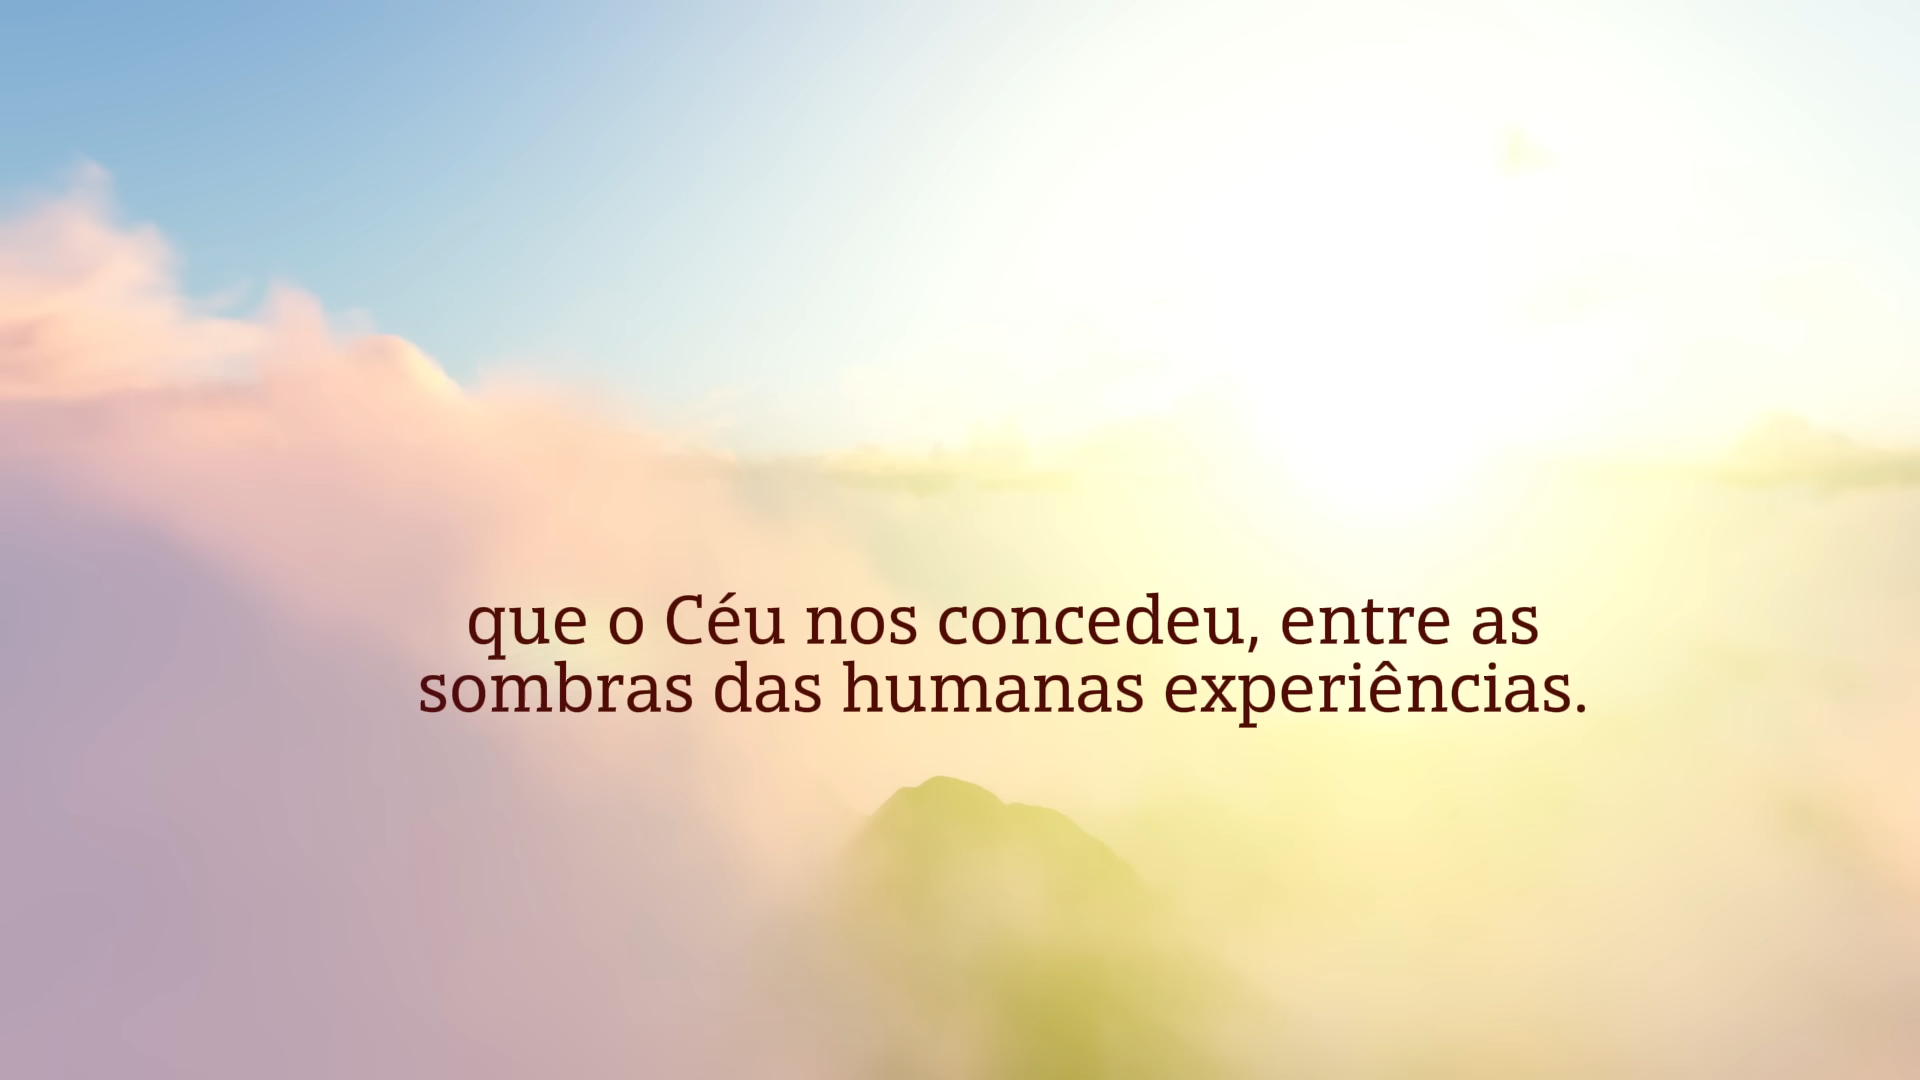 que o Céu nos concedeu, entre as
sombras das humanas experiências.